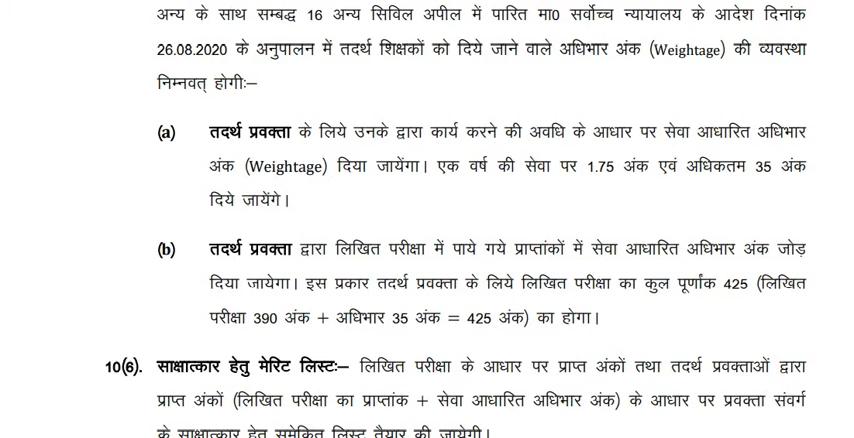 अन्य के साथ सम्बद्ध 16 अन्य सिविल अपील में पारित मा0 सर्वोच्च न्यायालय के आदेश दिनांक
26.08.2020 के अनुपालन में तदर्थ शिक्षकों को दिये जाने वाले अधिभार अंक (Weightage) की व्यवस्था
निम्नवत् होगीः–
(a) तदर्थ प्रवक्ता के लिये उनके द्वारा कार्य करने की अवधि के आधार पर सेवा आधारित अधिभार
अंक (Weightage) दिया जायेंगा। एक वर्ष की सेवा पर 1.75 अंक एवं अधिकतम 35 अंक
दिये जायेंगे।
(b) तदर्थ प्रवक्ता द्वारा लिखित परीक्षा में पाये गये प्राप्तांकों में सेवा आधारित अधिभार अंक जोड़
दिया जायेगा। इस प्रकार तदर्थ प्रवक्ता के लिये लिखित परीक्षा का कुल पूर्णांक 425 (लिखित
परीक्षा 390 अंक + अधिभार 35 अंक = 425 अंक) का होगा।
10(6). साक्षात्कार हेतु मेरिट लिस्टः– लिखित परीक्षा के आधार पर प्राप्त अंकों तथा तदर्थ प्रवक्ताओं द्वारा
प्राप्त अंकों (लिखित परीक्षा का प्राप्तांक + सेवा आधारित अधिभार अंक) के आधार पर प्रवक्ता संवर्ग
के साक्षात्कार हेतु समेकित लिस्ट तैयार की जायेगी।